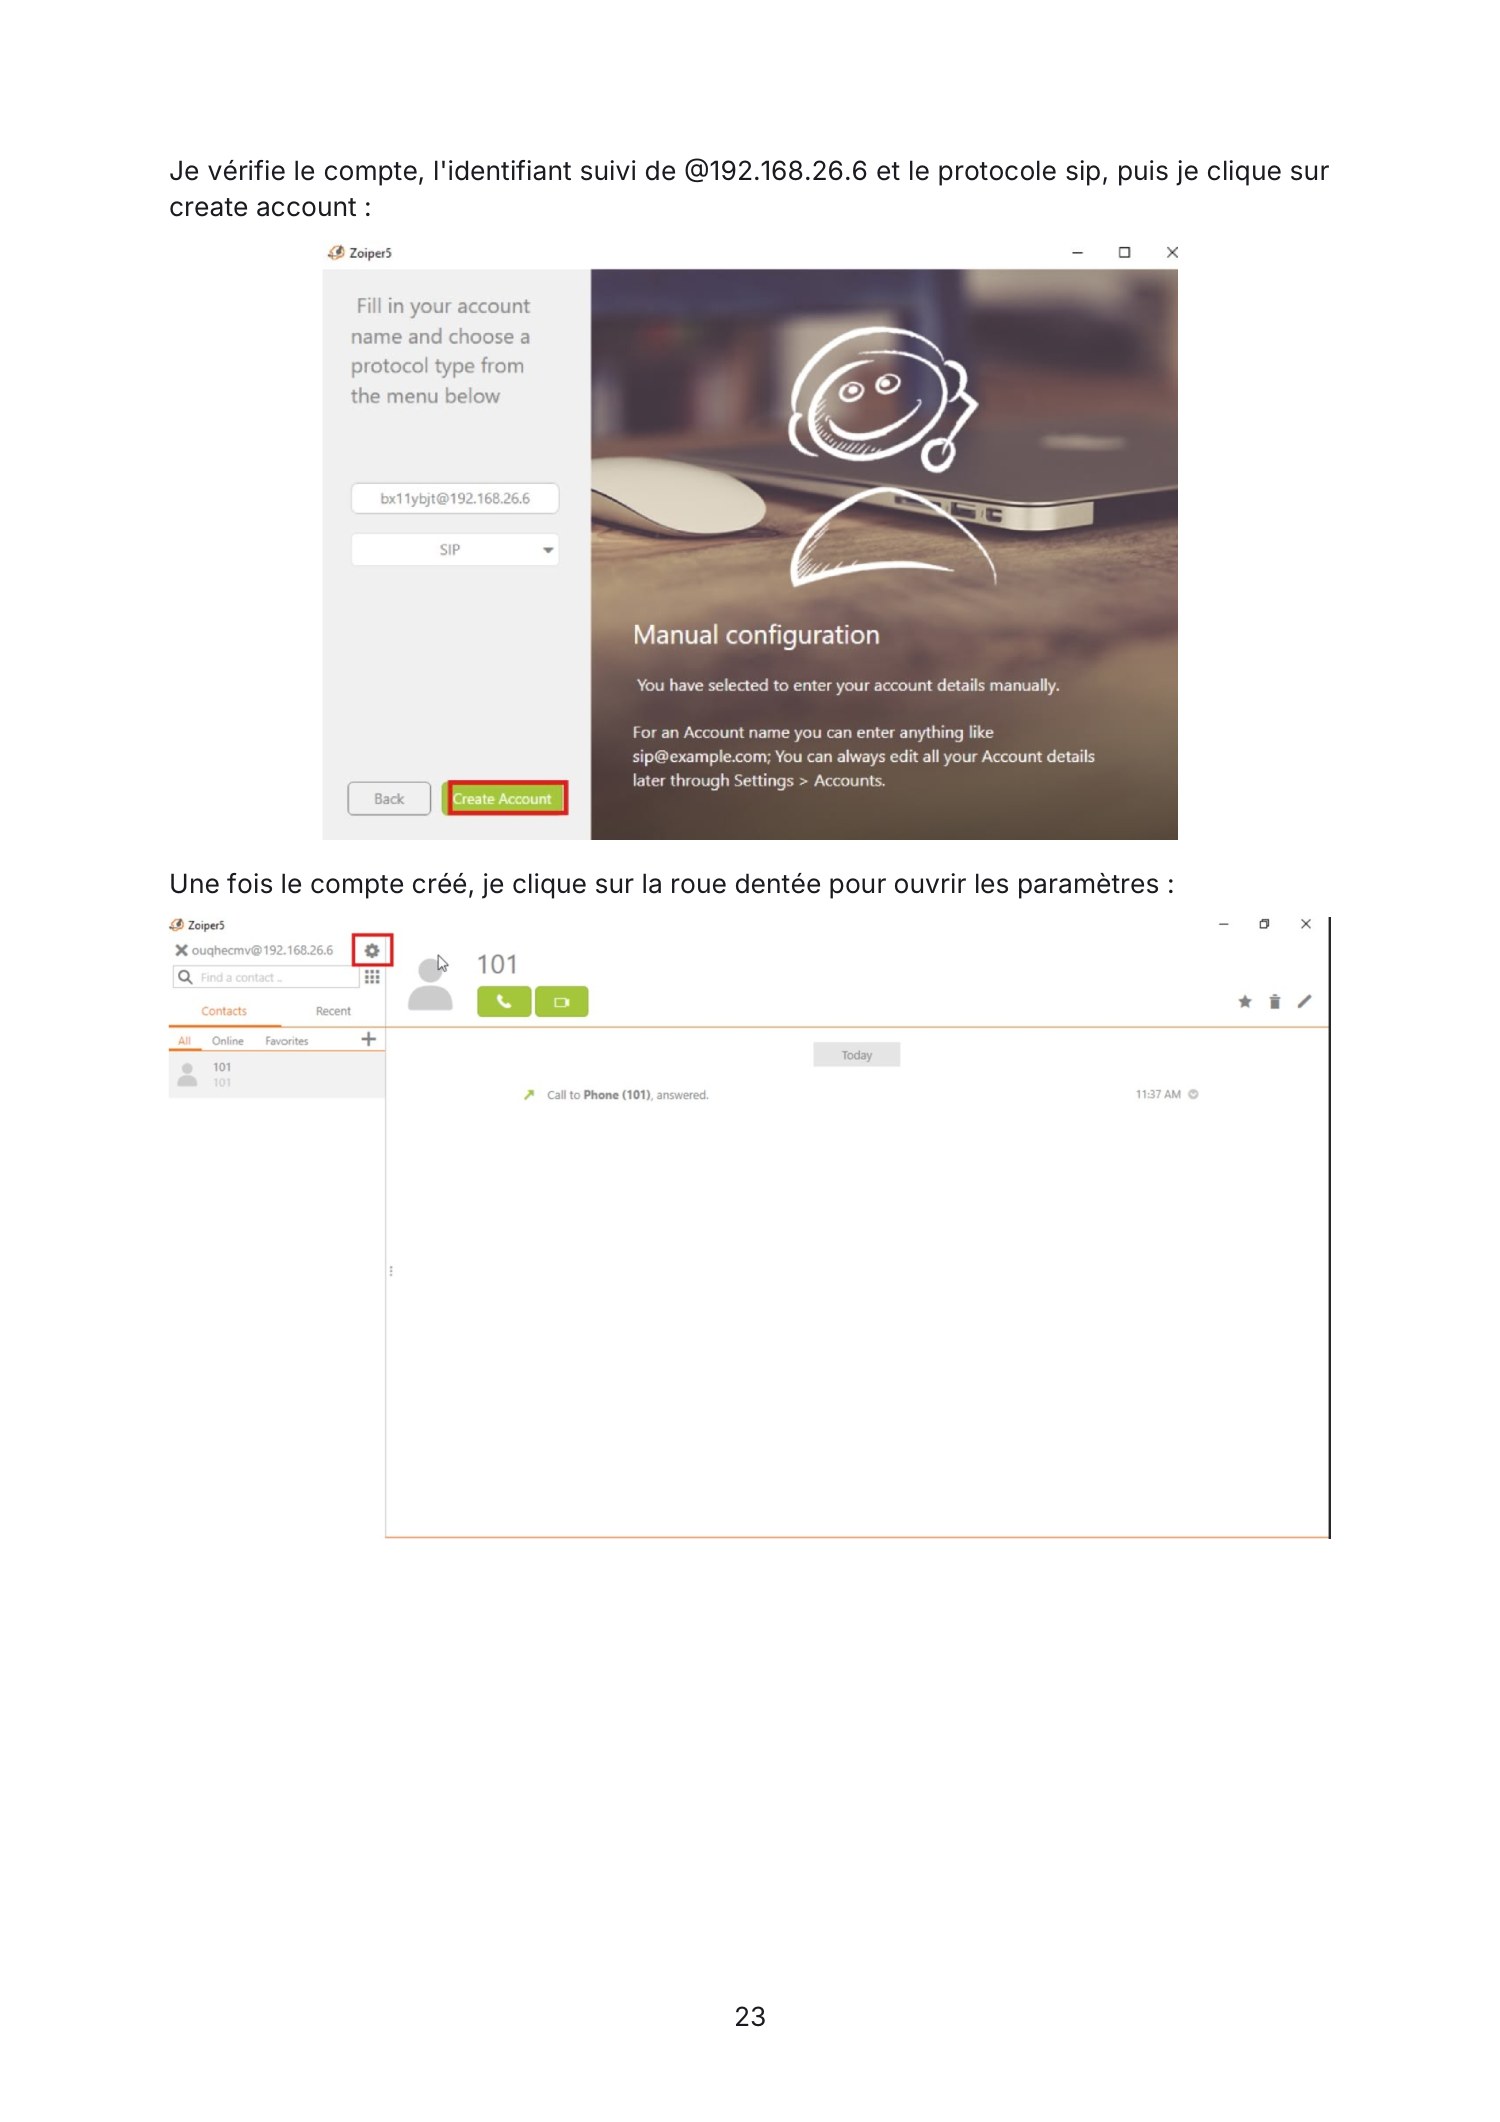 Je vérifie le compte, l'identifiant suivi de @192.168.26.6 et le protocole sip, puis je clique sur
create account :
Zoiper5
Fill in your account
name and choose a
protocol type from
the menu below
bx11ybjt@192.168.26.6
SIP
Back
Create Account
Manual configuration
You have selected to enter your account details manually.
For an Account name you can enter anything like
sip@example.com; You can always edit all your Account details
later through Settings > Accounts.
Une fois le compte créé, je clique sur la roue dentée pour ouvrir les paramètres :
Zoiper5
ouqhecmv@192.168.26.6
Find a contact ..
Contacts
Recent
All
Online
Favorites
101
101
101
Today
Call to Phone (101), answered.
11:37 AM
23